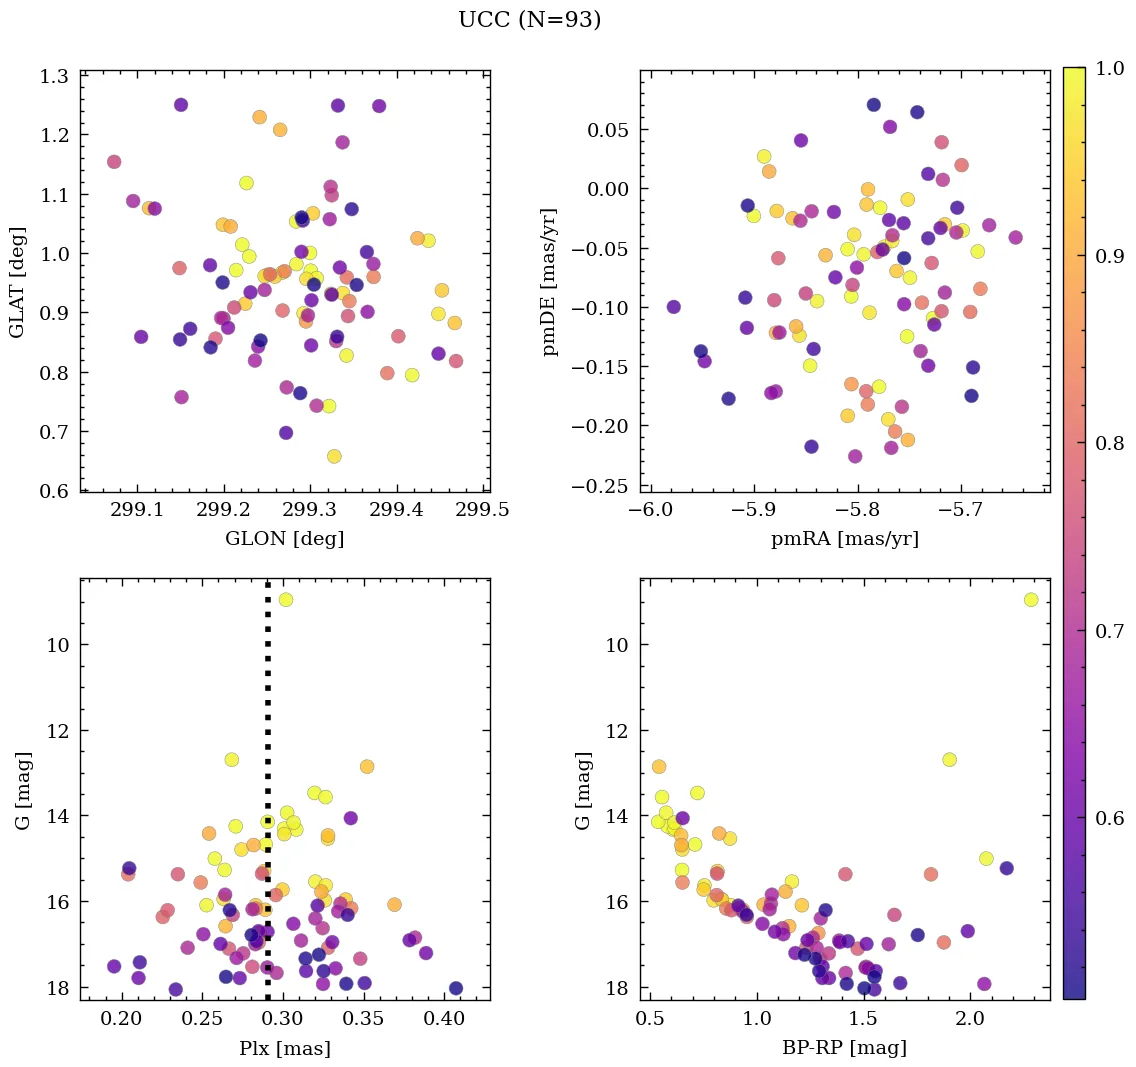 UCC (N=93)
1.3
1.2
1.1
1.0
0.9
0.8
0.7
0.6
GLAT [deg]
299.1 299.2 299.3 299.4 299.5
GLON [deg]
0.05
0.00
−0.05
−0.10
−0.15
−0.20
−0.25
pmDE [mas/yr]
−6.0 −5.9 −5.8 −5.7
pmRA [mas/yr]
1.0
0.9
0.8
0.7
0.6
10
12
14
16
18
G [mag]
0.20 0.25 0.30 0.35 0.40
Plx [mas]
10
12
14
16
18
G [mag]
0.5 1.0 1.5 2.0
BP-RP [mag]